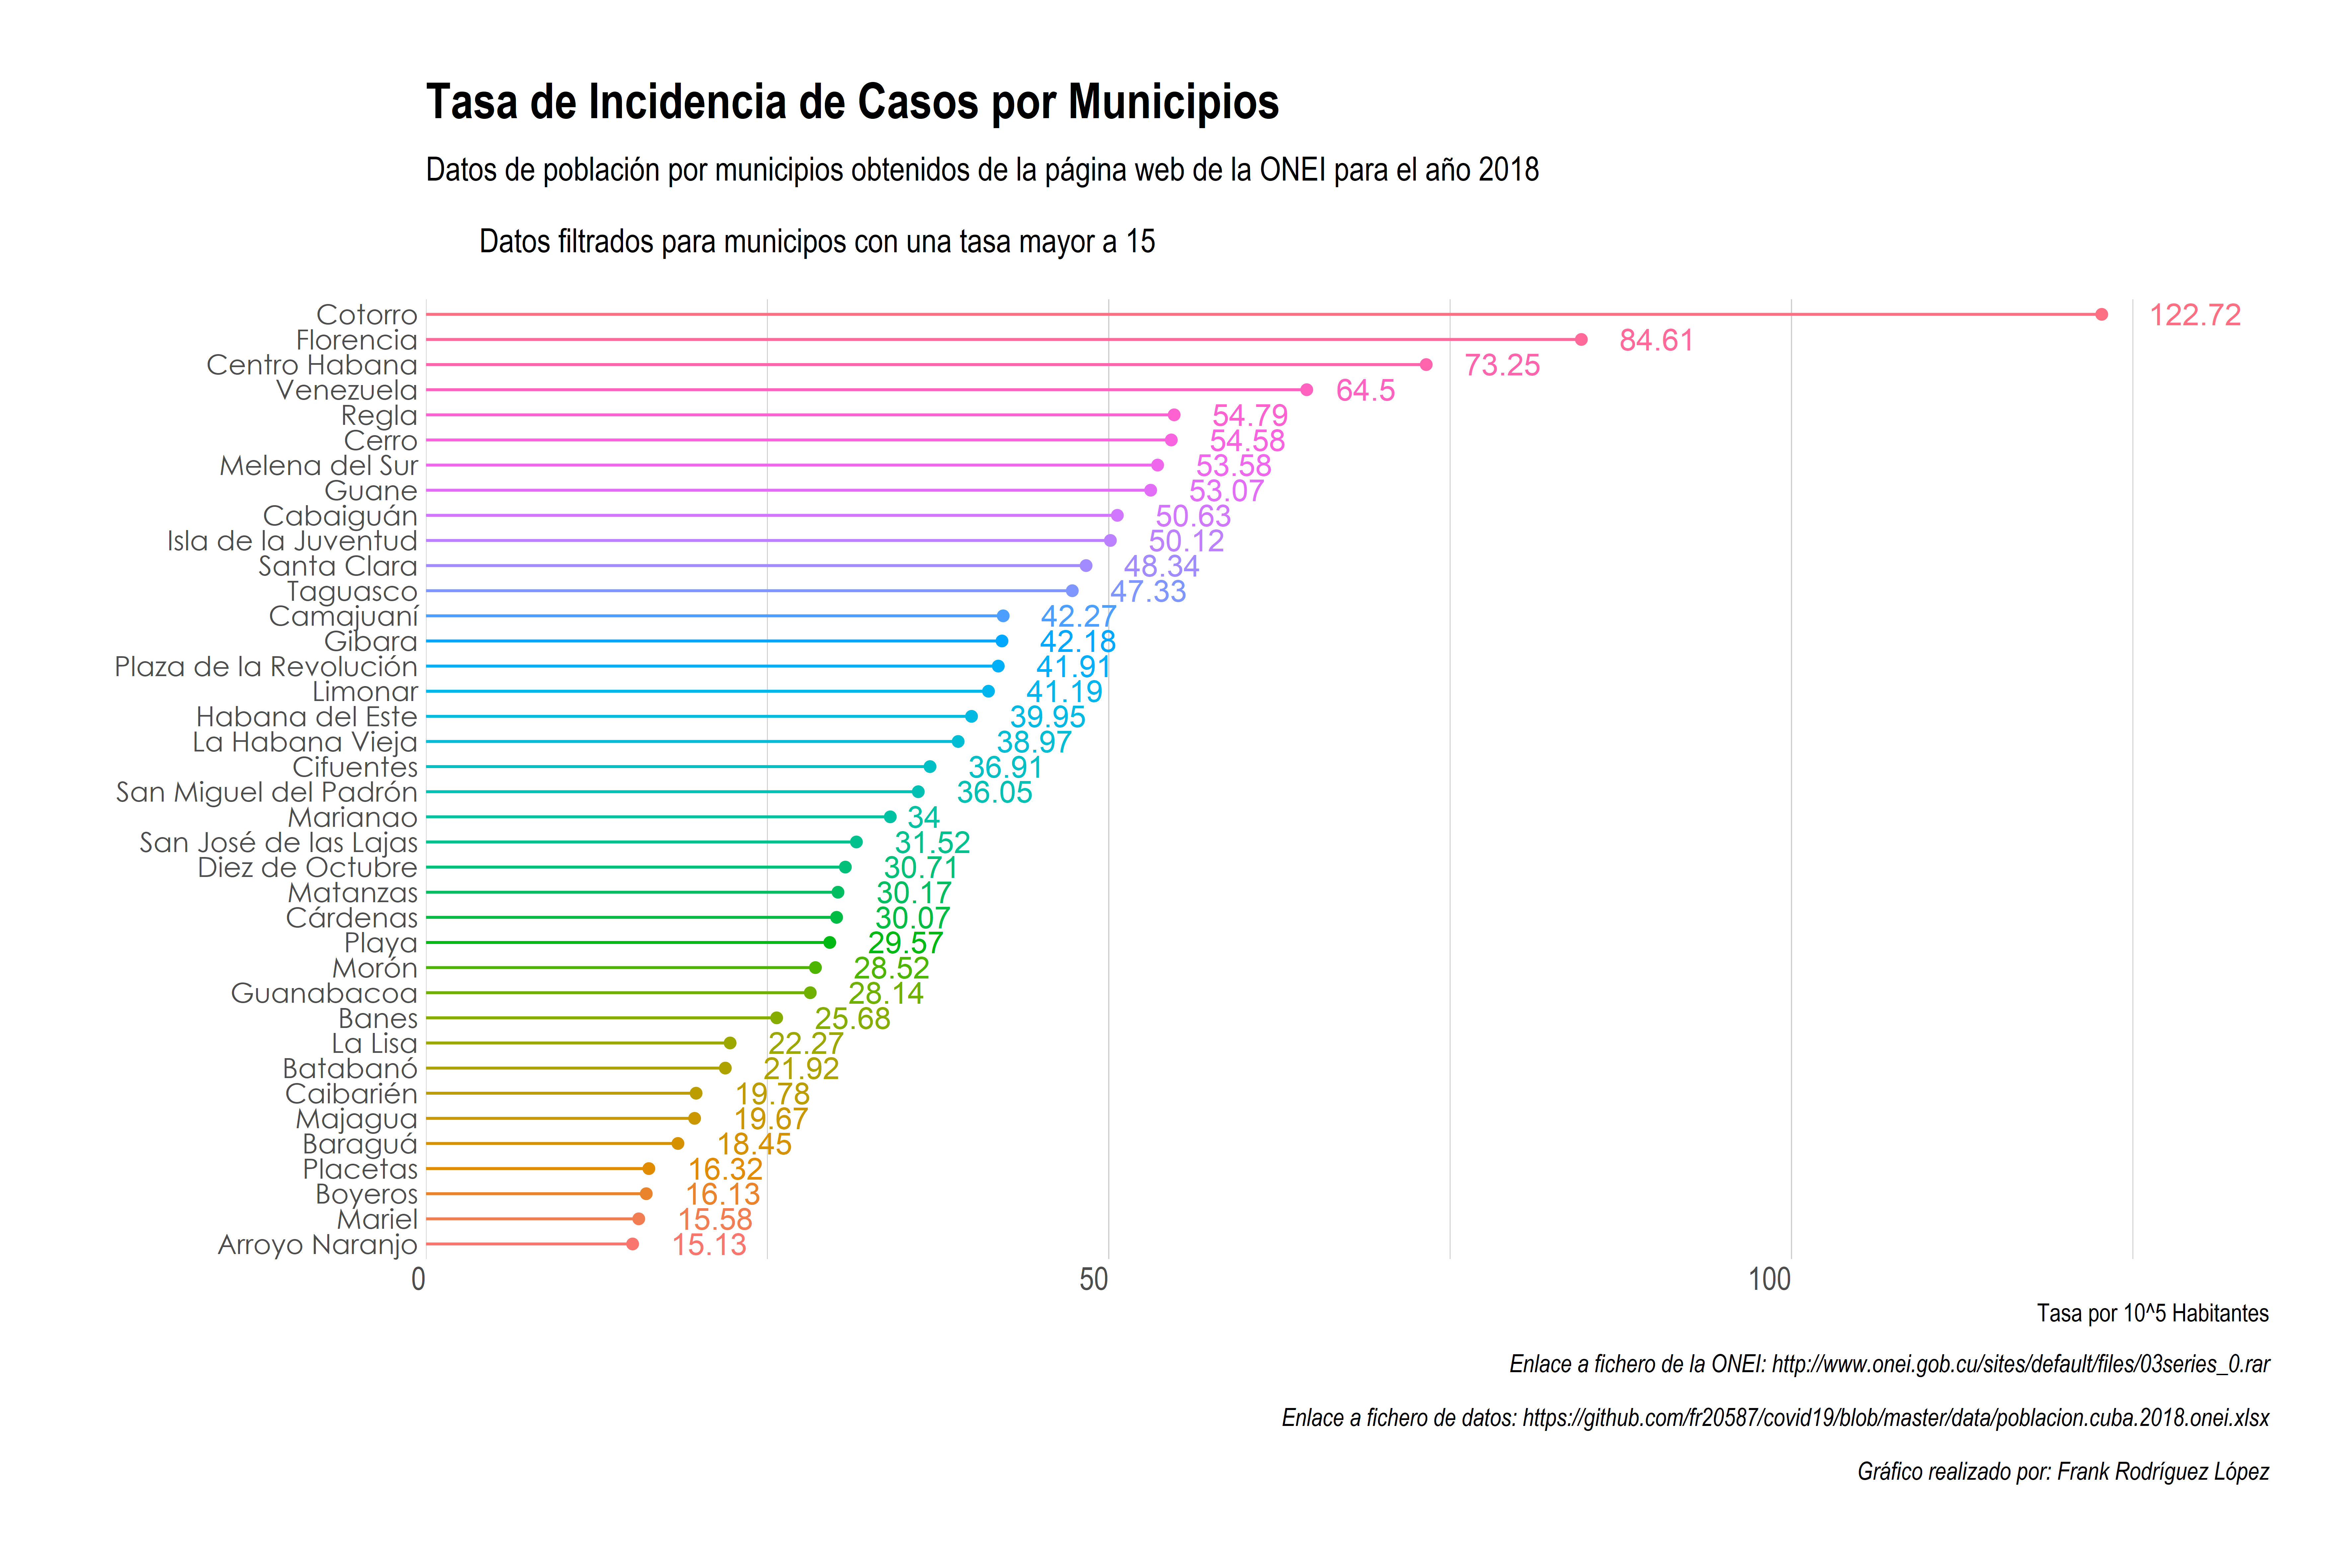 Tasa de Incidencia de Casos por Municipios
Datos de población por municipios obtenidos de la página web de la ONEI para el año 2018
Datos filtrados para municipos con una tasa mayor a 15
Cotorro 122.72
Florencia 84.61
Centro Habana 73.25
Venezuela 64.5
Regla 54.79
Cerro 54.58
Melena del Sur 53.58
Guane 53.07
Cabaiguán 50.63
Isla de la Juventud 50.12
Santa Clara 48.34
Taguasco 47.33
Camajuaní 42.27
Gibara 42.18
Plaza de la Revolución 41.91
Limonar 41.19
Habana del Este 39.95
La Habana Vieja 38.97
Cifuentes 36.91
San Miguel del Padrón 36.05
Marianao 34
San José de las Lajas 31.52
Diez de Octubre 30.71
Matanzas 30.17
Cárdenas 30.07
Playa 29.57
Morón 28.52
Guanabacoa 28.14
Banes 25.68
La Lisa 22.27
Batabanó 21.92
Caibarién 19.78
Majagua 19.67
Baraguá 18.45
Placetas 16.32
Boyeros 16.13
Mariel 15.58
Arroyo Naranjo 15.13
0 50 100
Tasa por 10^5 Habitantes
Enlace a fichero de la ONEI: http://www.onei.gob.cu/sites/default/files/03series_0.rar
Enlace a fichero de datos: https://github.com/fr20587/covid19/blob/master/data/poblacion.cuba.2018.onei.xlsx
Gráfico realizado por: Frank Rodríguez López